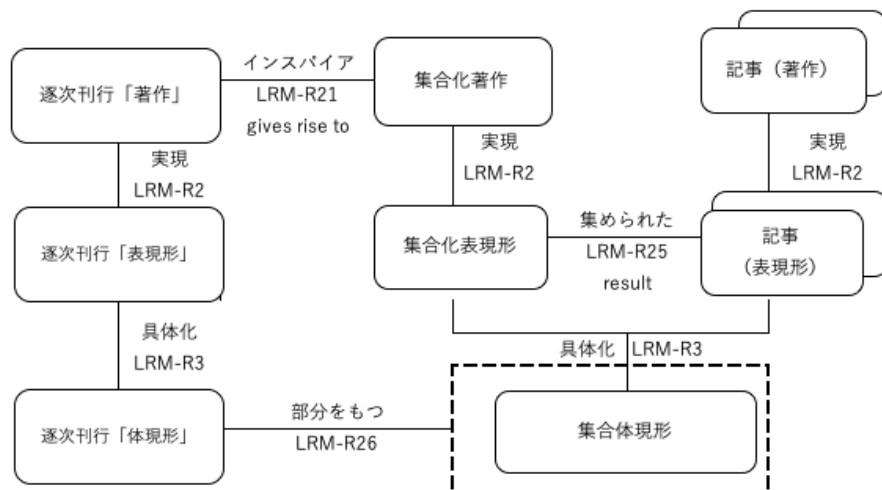 逐次刊行「著作」
インスパイア
LRM-R21
gives rise to
集合化著作
記事（著作）
実現
LRM-R2
実現
LRM-R2
実現
LRM-R2
逐次刊行「表現形」
集合化表現形
集められた
LRM-R25
result
記事
（表現形）
具体化
LRM-R3
具体化 LRM-R3
逐次刊行「体現形」
部分をもつ
LRM-R26
集合体現形